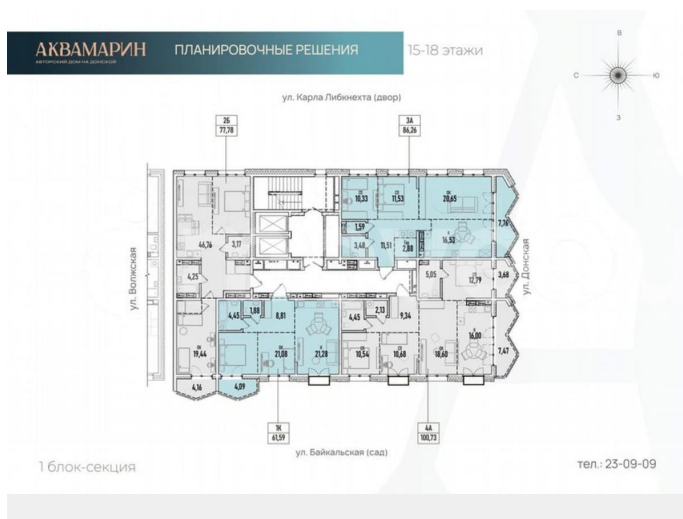 АКВАМАРИН
АВТОРСКИЙ ДОМ НА ДОНСКОЙ
ПЛАНИРОВОЧНЫЕ РЕШЕНИЯ
15-18 этажи
В
С
Ю
З
ул. Карла Либкнехта (двор)
2Б
77,78
3А
86,26
10,33
11,53
20,65
7,76
1,59
3,48
11,51
2,88
16,53
46,76
3,17
4,25
5,05
12,79
3,68
ул. Волжская
ул. Донская
4,45
1,88
8,81
4,45
2,13
9,34
16,00
19,44
21,08
21,28
10,54
10,68
18,60
7,47
4,16
4,09
1К
61,59
4А
100,73
ул. Байкальская (сад)
1 блок-секция
тел.: 23-09-09